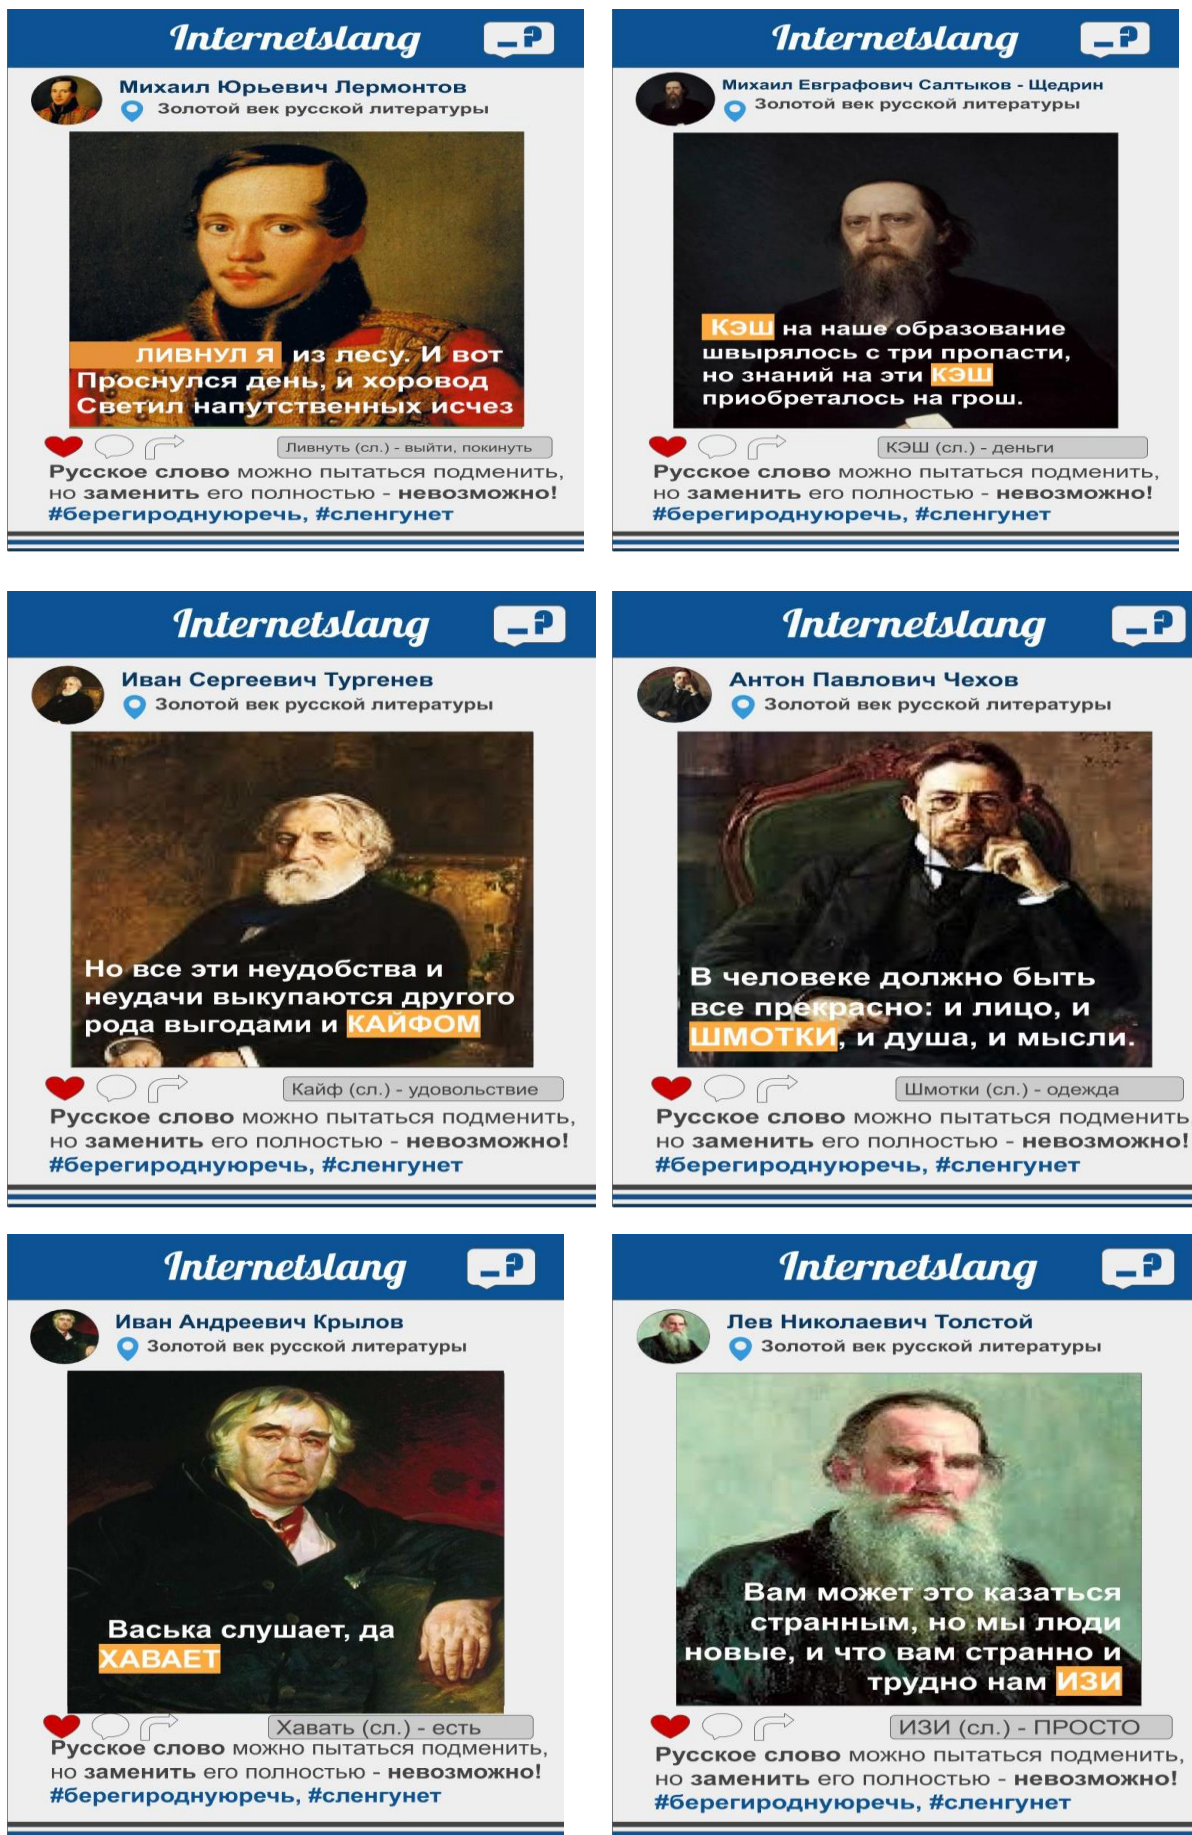 Internetslang
Михаил Юрьевич Лермонтов
Золотой век русской литературы
ЛИВНУЛ Я из лесу. И вот
Проснулся день, и хоровод
Светил напутственных исчез
Ливнуть (сл.) - выйти, покинуть
Русское слово можно пытаться подменить,
но заменить его полностью - невозможно!
#берегироднуюречь, #сленгунет
Internetslang
Михаил Евграфович Салтыков - Щедрин
Золотой век русской литературы
КЭШ на наше образование
швырялось с три пропасти,
но знаний на эти КЭШ
приобреталось на грош.
КЭШ (сл.) - деньги
Русское слово можно пытаться подменить,
но заменить его полностью - невозможно!
#берегироднуюречь, #сленгунет
Internetslang
Иван Сергеевич Тургенев
Золотой век русской литературы
Но все эти неудобства и
неудачи выкупаются другого
рода выгодами и КАЙФОМ
Кайф (сл.) - удовольствие
Русское слово можно пытаться подменить,
но заменить его полностью - невозможно!
#берегироднуюречь, #сленгунет
Internetslang
Антон Павлович Чехов
Золотой век русской литературы
В человеке должно быть
все прекрасно: и лицо, и
ШМОТКИ, и душа, и мысли.
Шмотки (сл.) - одежда
Русское слово можно пытаться подменить,
но заменить его полностью - невозможно!
#берегироднуюречь, #сленгунет
Internetslang
Иван Андреевич Крылов
Золотой век русской литературы
Васька слушает, да
ХАВАЕТ
Хавать (сл.) - есть
Русское слово можно пытаться подменить,
но заменить его полностью - невозможно!
#берегироднуюречь, #сленгунет
Internetslang
Лев Николаевич Толстой
Золотой век русской литературы
Вам может это казаться
странным, но мы люди
новые, и что вам странно и
трудно нам ИЗИ
ИЗИ (сл.) - ПРОСТО
Русское слово можно пытаться подменить,
но заменить его полностью - невозможно!
#берегироднуюречь, #сленгунет